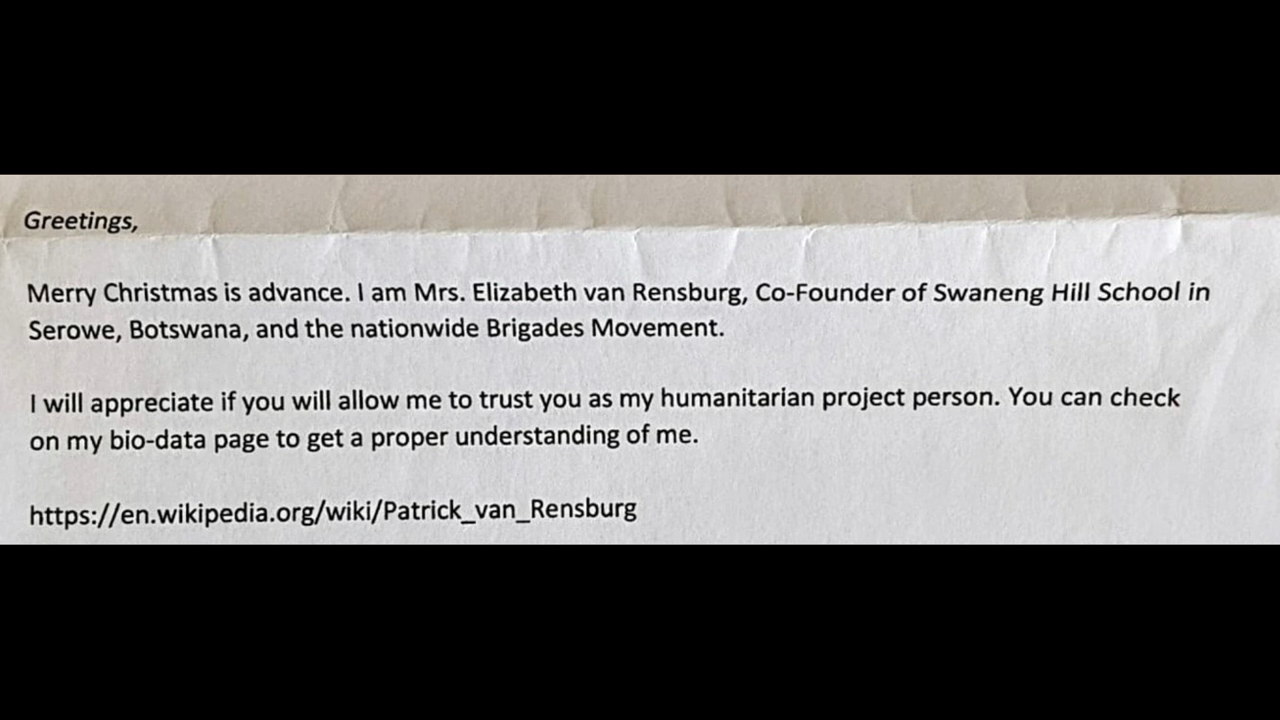 Greetings,
Merry Christmas is advance. I am Mrs. Elizabeth van Rensburg, Co-Founder of Swaneng Hill School in
Serowe, Botswana, and the nationwide Brigades Movement.
I will appreciate if you will allow me to trust you as my humanitarian project person. You can check
on my bio-data page to get a proper understanding of me.
https://en.wikipedia.org/wiki/Patrick_van_Rensburg